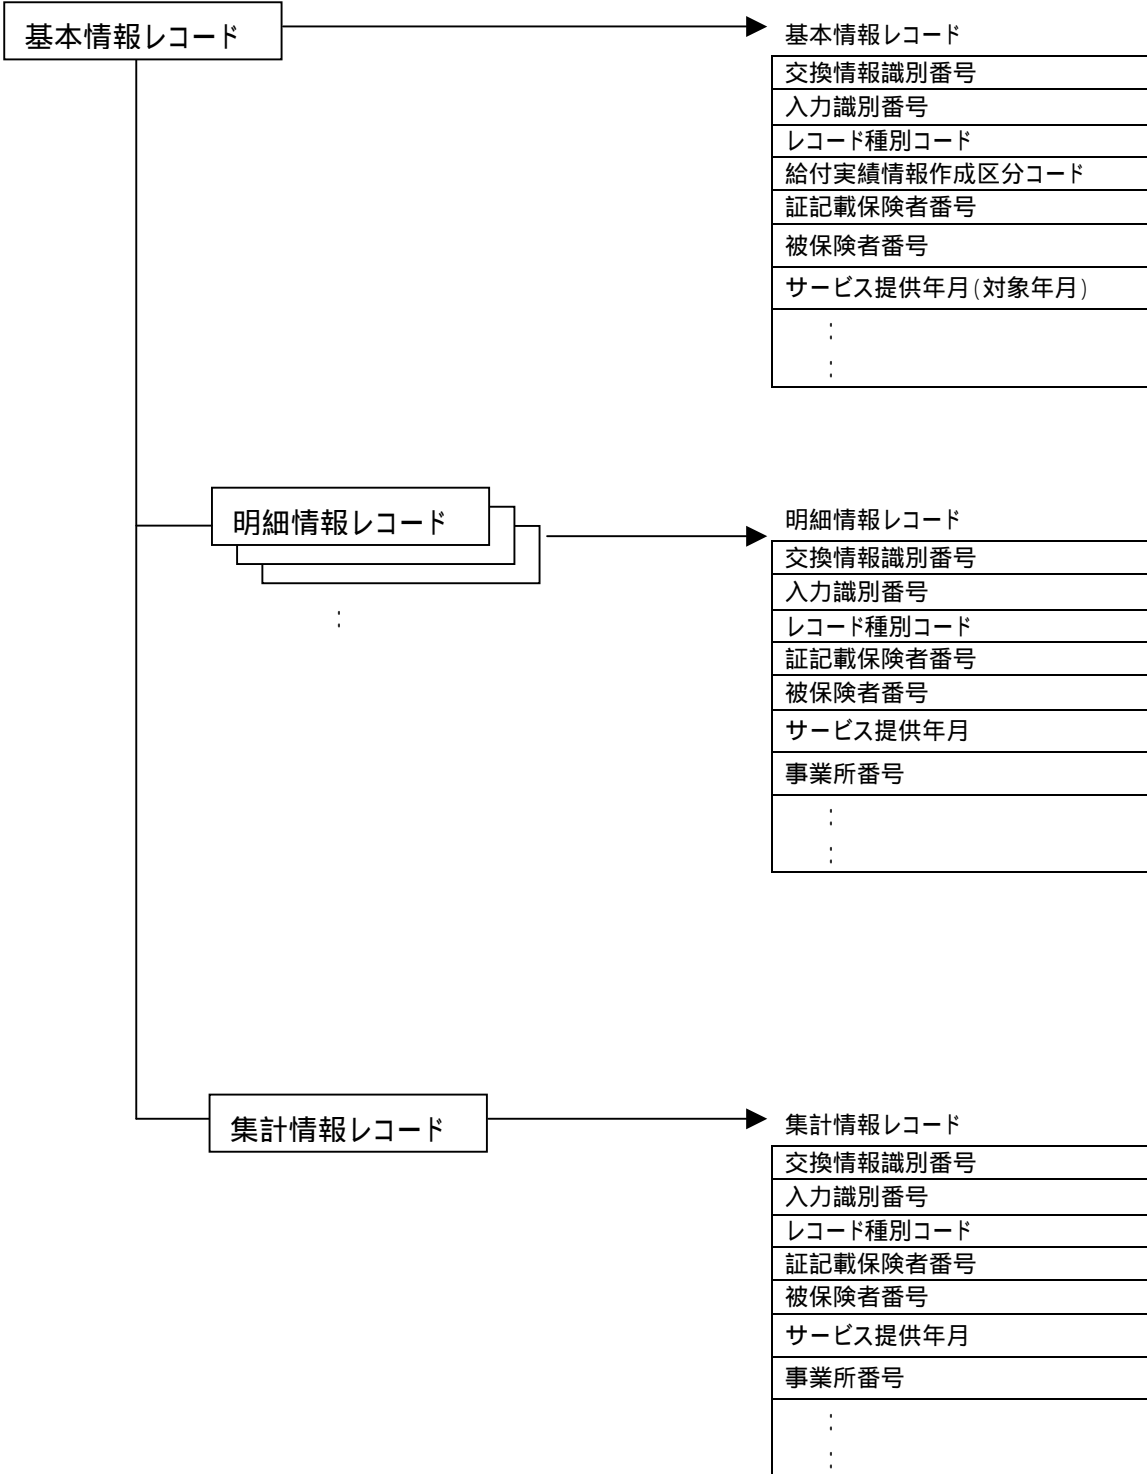 基本情報レコード
基本情報レコード
交換情報識別番号
入力識別番号
レコード種別コード
給付実績情報作成区分コード
証記載保険者番号
被保険者番号
サービス提供年月(対象年月)
:
:
明細情報レコード
:
明細情報レコード
交換情報識別番号
入力識別番号
レコード種別コード
証記載保険者番号
被保険者番号
サービス提供年月
事業所番号
:
:
集計情報レコード
集計情報レコード
交換情報識別番号
入力識別番号
レコード種別コード
証記載保険者番号
被保険者番号
サービス提供年月
事業所番号
:
: